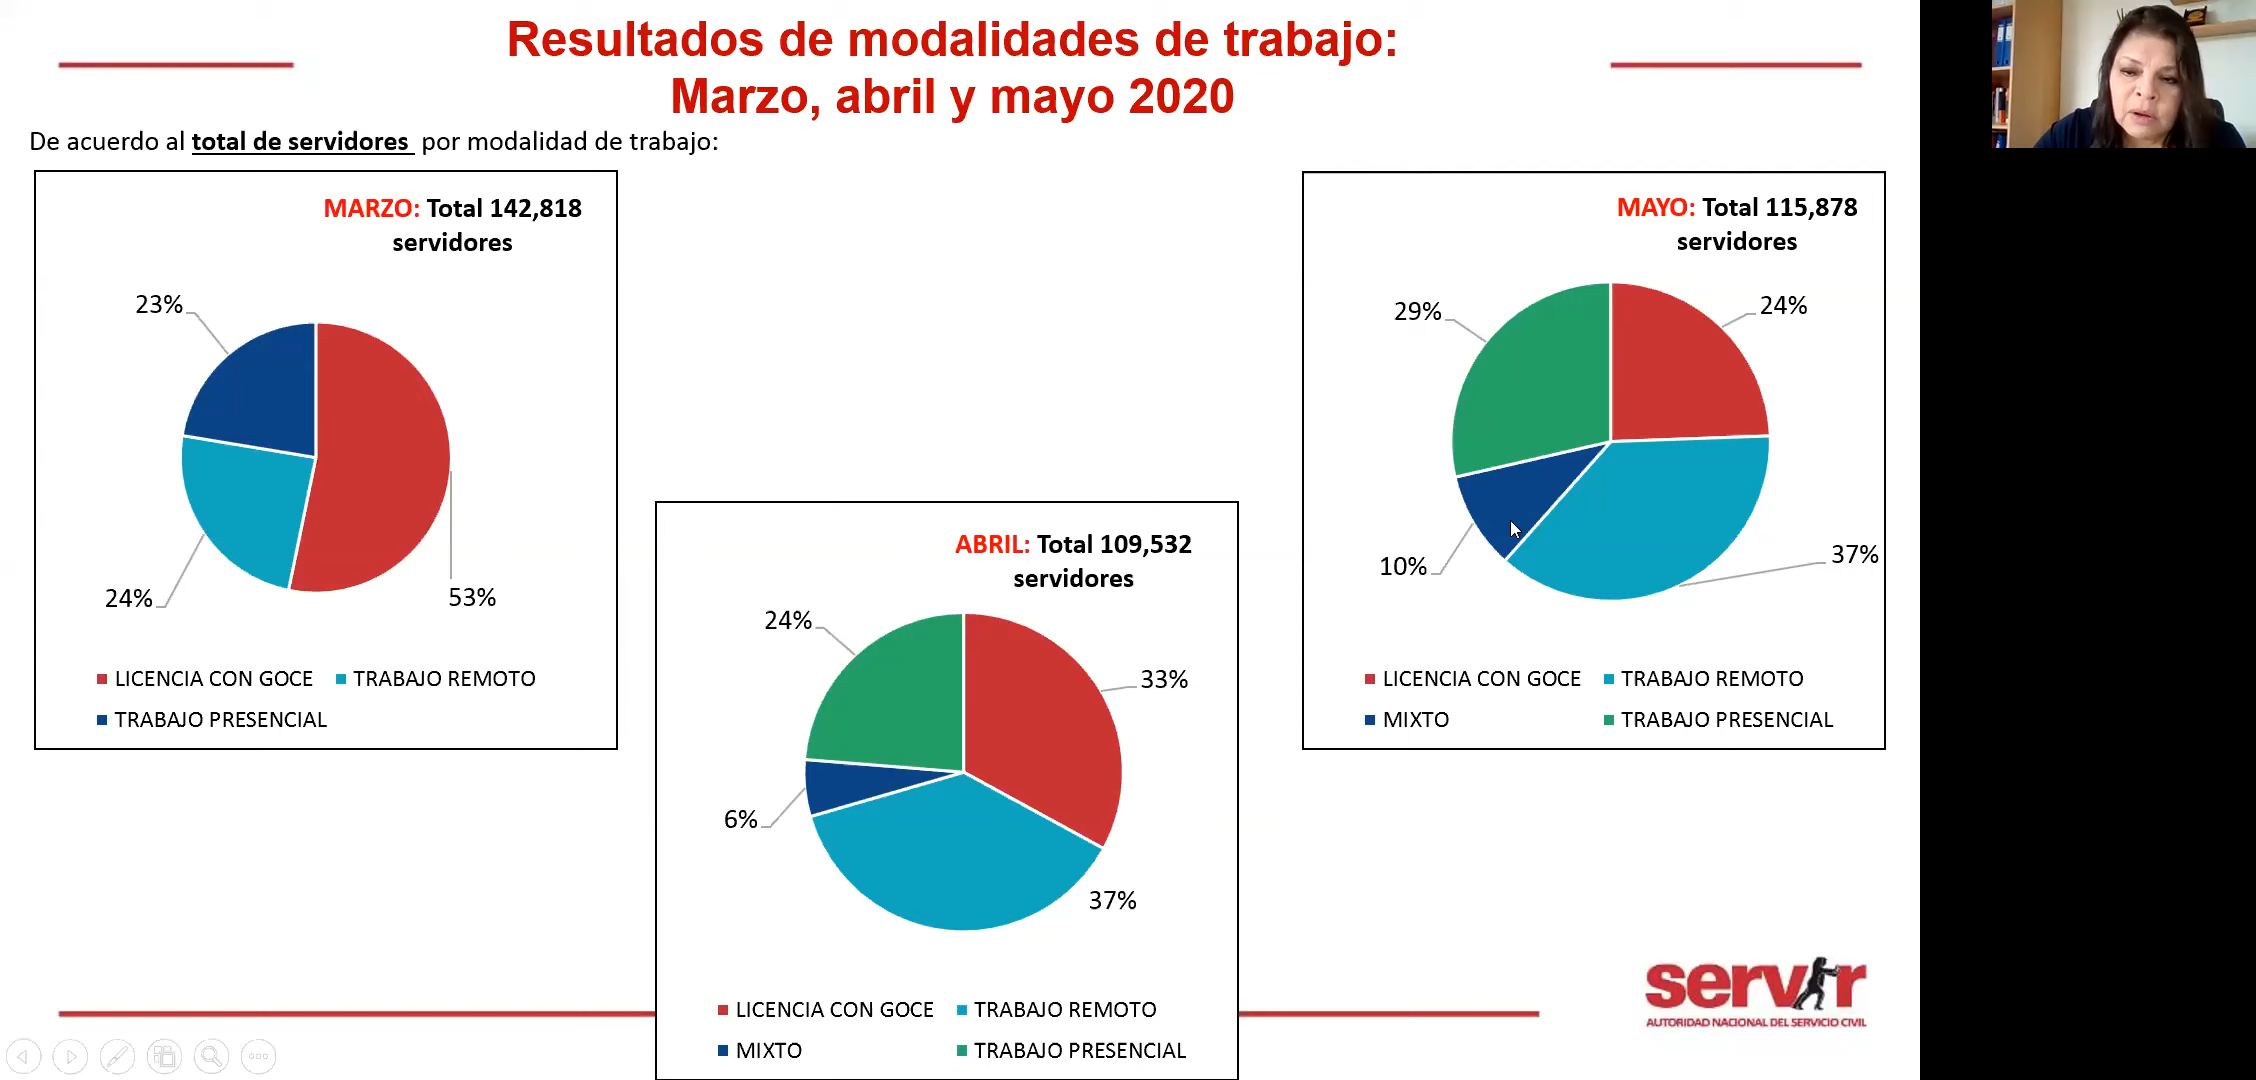 Resultados de modalidades de trabajo:
Marzo, abril y mayo 2020
De acuerdo al total de servidores por modalidad de trabajo:
MARZO: Total 142,818
servidores
23%
24%
53%
LICENCIA CON GOCE TRABAJO REMOTO
TRABAJO PRESENCIAL
ABRIL: Total 109,532
servidores
24%
33%
6%
37%
LICENCIA CON GOCE TRABAJO REMOTO
MIXTO TRABAJO PRESENCIAL
MAYO: Total 115,878
servidores
29%
24%
10%
37%
LICENCIA CON GOCE TRABAJO REMOTO
MIXTO TRABAJO PRESENCIAL
servir
AUTORIDAD NACIONAL DEL SERVICIO CIVIL